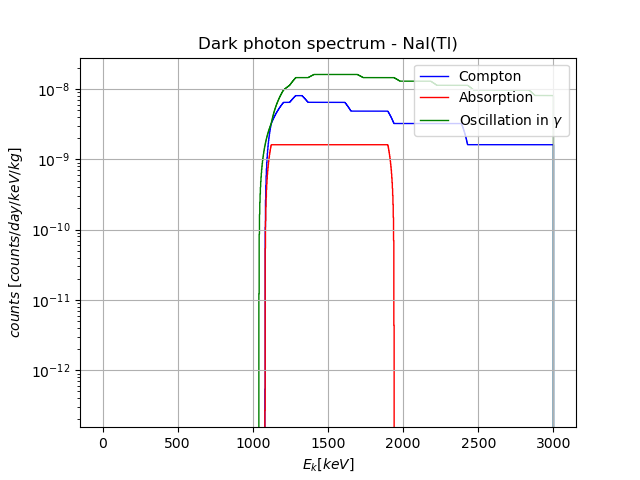 Dark photon spectrum - NaI(Tl)
Compton
Absorption
Oscillation in γ
10⁻⁸
10⁻⁹
10⁻¹⁰
10⁻¹¹
10⁻¹²
counts [counts/day/keV/kg]
0 500 1000 1500 2000 2500 3000
E_k[keV]